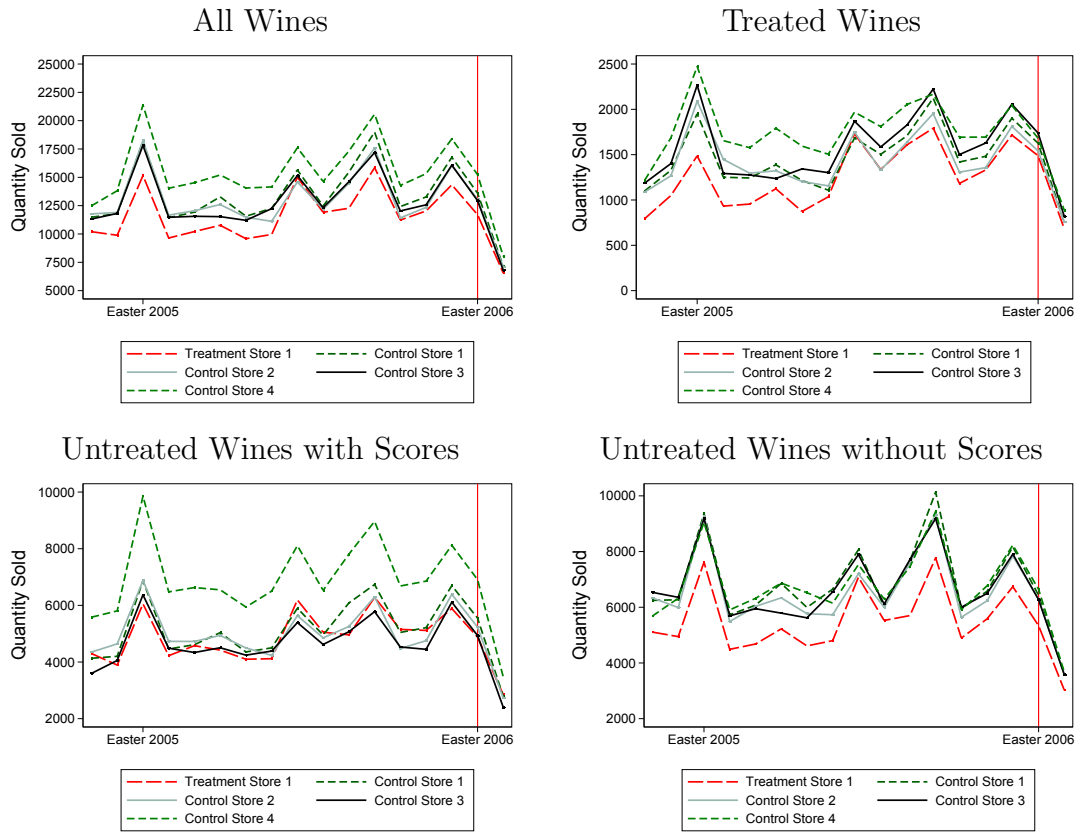 All Wines
Quantity Sold
25000
22500
20000
17500
15000
12500
10000
7500
5000
Easter 2005 Easter 2006
Treatment Store 1 Control Store 1
Control Store 2 Control Store 3
Control Store 4
Treated Wines
Quantity Sold
2500
2000
1500
1000
500
0
Easter 2005 Easter 2006
Treatment Store 1 Control Store 1
Control Store 2 Control Store 3
Control Store 4
Untreated Wines with Scores
Quantity Sold
10000
8000
6000
4000
2000
Easter 2005 Easter 2006
Treatment Store 1 Control Store 1
Control Store 2 Control Store 3
Control Store 4
Untreated Wines without Scores
Quantity Sold
10000
8000
6000
4000
2000
Easter 2005 Easter 2006
Treatment Store 1 Control Store 1
Control Store 2 Control Store 3
Control Store 4